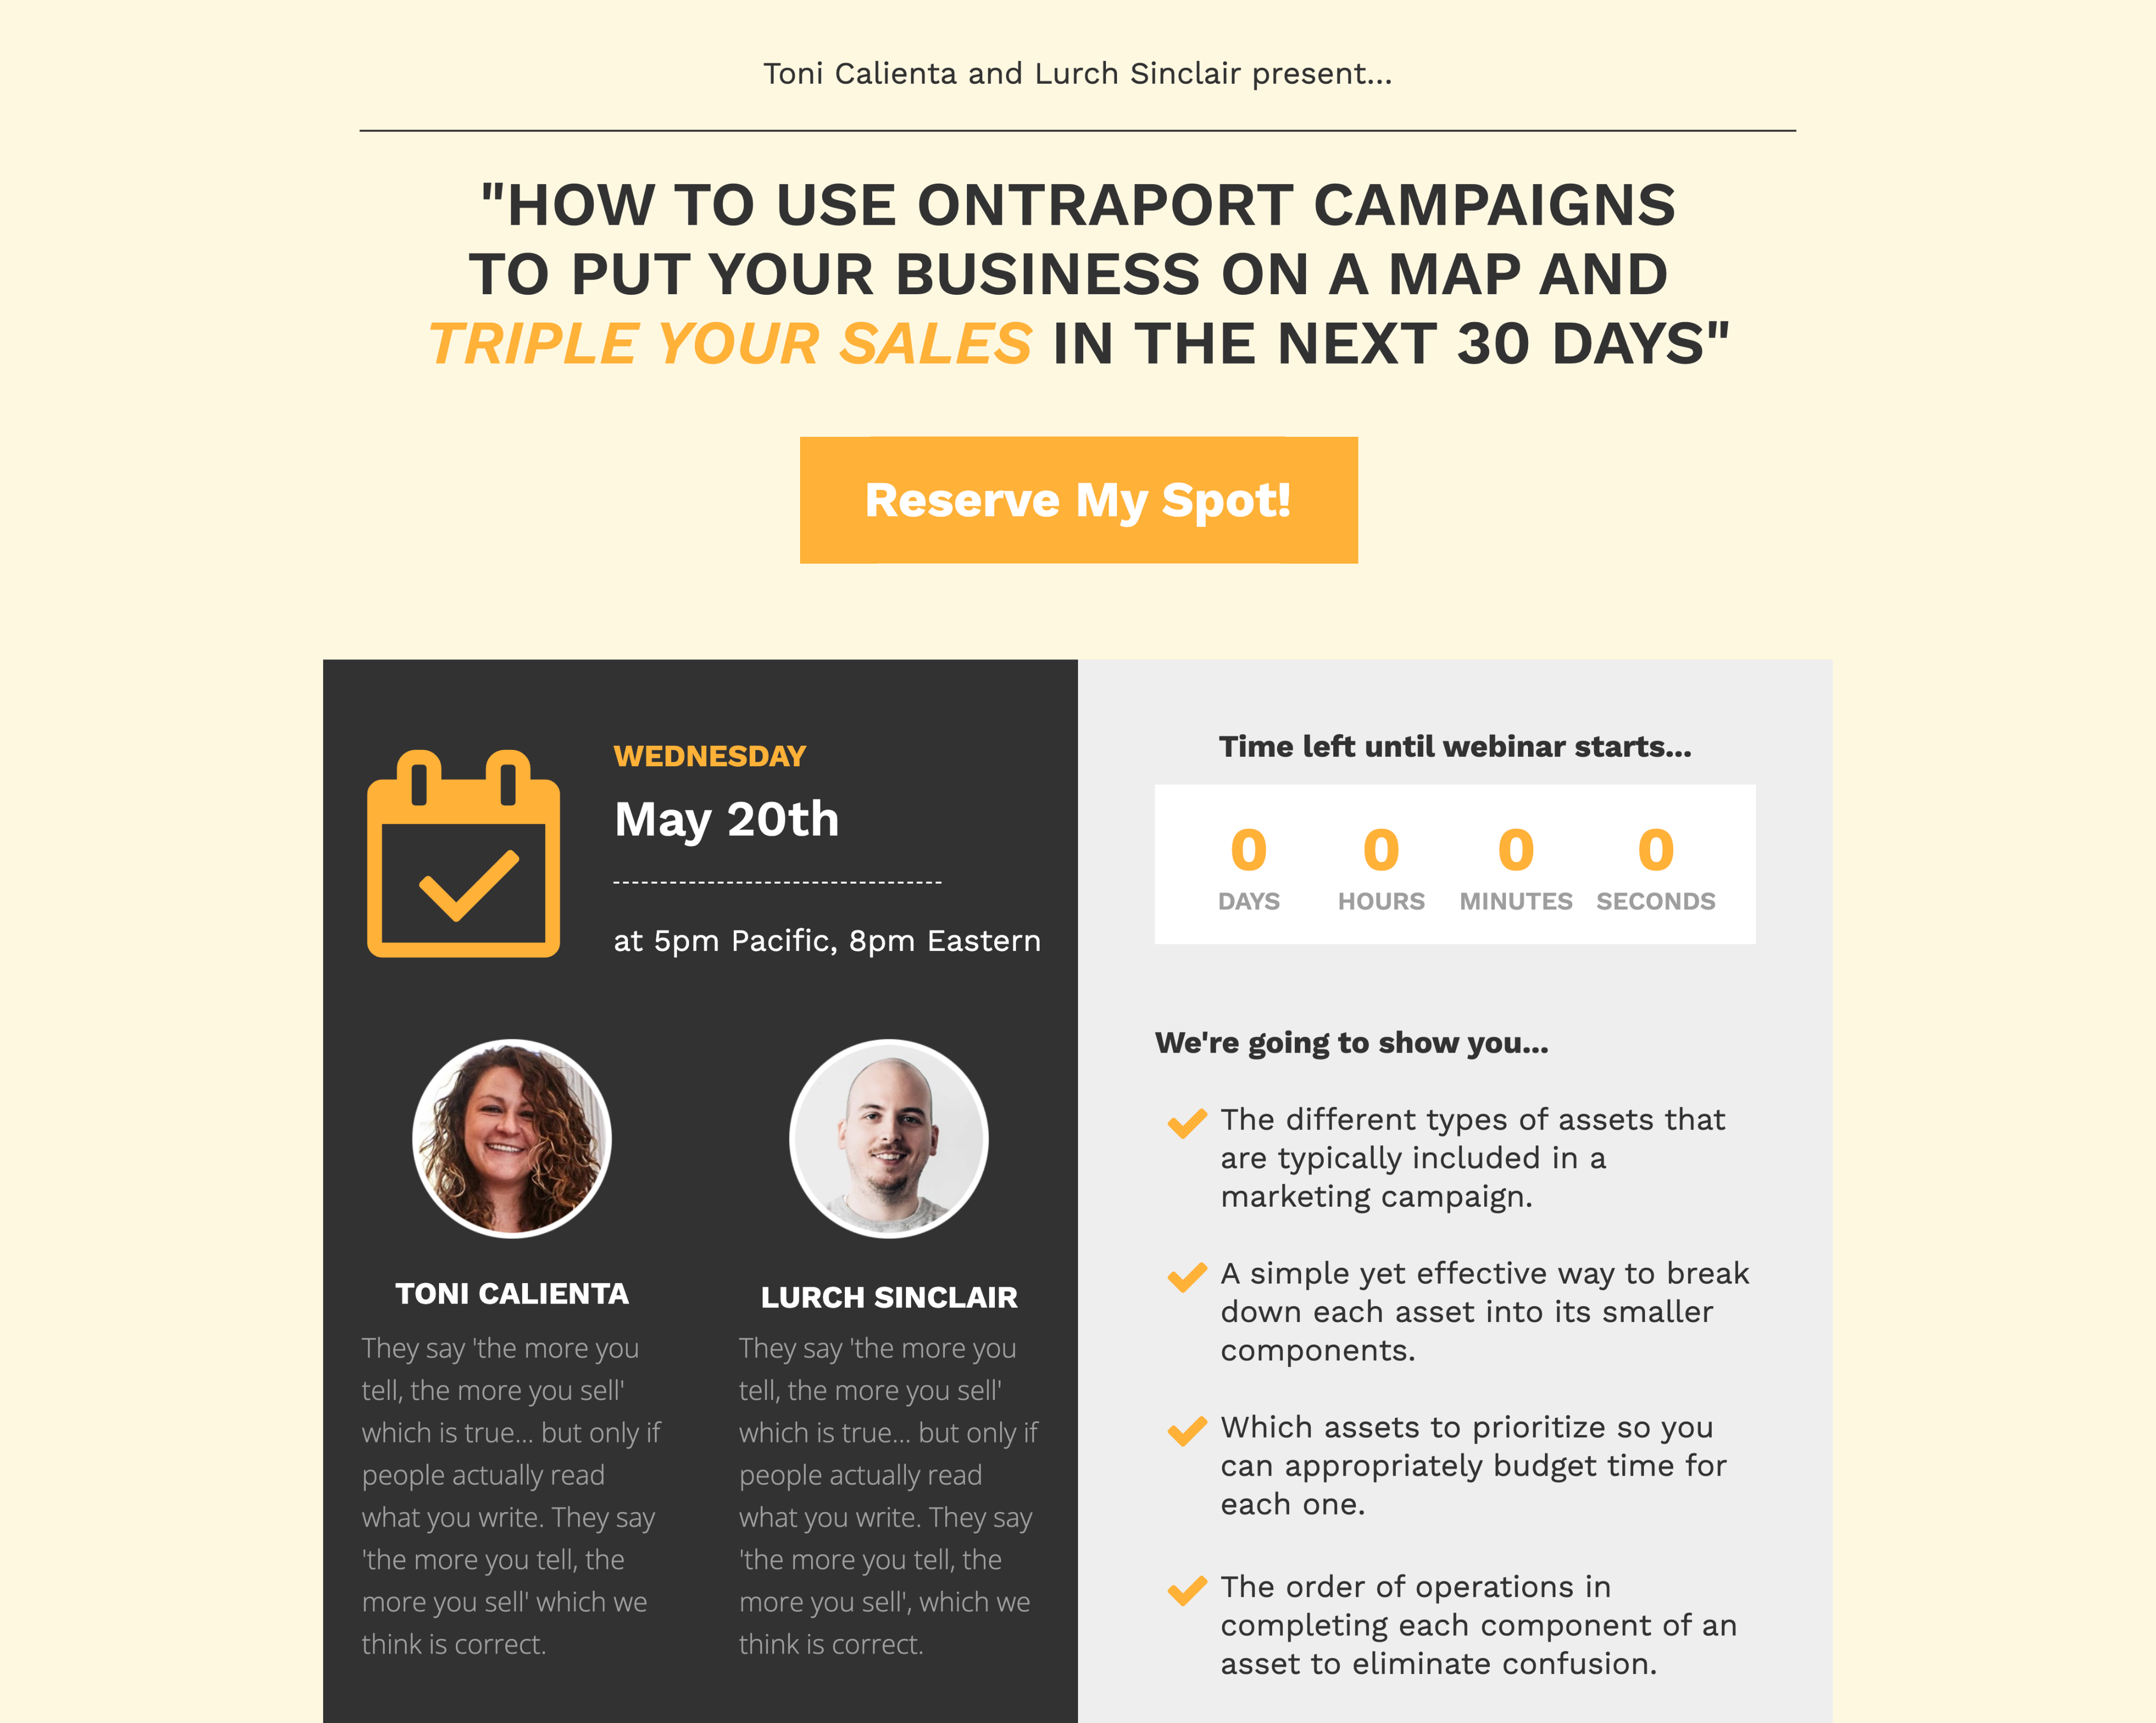 Toni Calienta and Lurch Sinclair present...
"HOW TO USE ONTRAPORT CAMPAIGNS
TO PUT YOUR BUSINESS ON A MAP AND
TRIPLE YOUR SALES IN THE NEXT 30 DAYS"
Reserve My Spot!
WEDNESDAY
May 20th
at 5pm Pacific, 8pm Eastern
TONI CALIENTA
They say 'the more you
tell, the more you sell'
which is true... but only if
people actually read
what you write. They say
'the more you tell, the
more you sell' which we
think is correct.
LURCH SINCLAIR
They say 'the more you
tell, the more you sell'
which is true... but only if
people actually read
what you write. They say
'the more you tell, the
more you sell', which we
think is correct.
Time left until webinar starts...
0 0 0 0
DAYS HOURS MINUTES SECONDS
We're going to show you...
The different types of assets that
are typically included in a
marketing campaign.
A simple yet effective way to break
down each asset into its smaller
components.
Which assets to prioritize so you
can appropriately budget time for
each one.
The order of operations in
completing each component of an
asset to eliminate confusion.